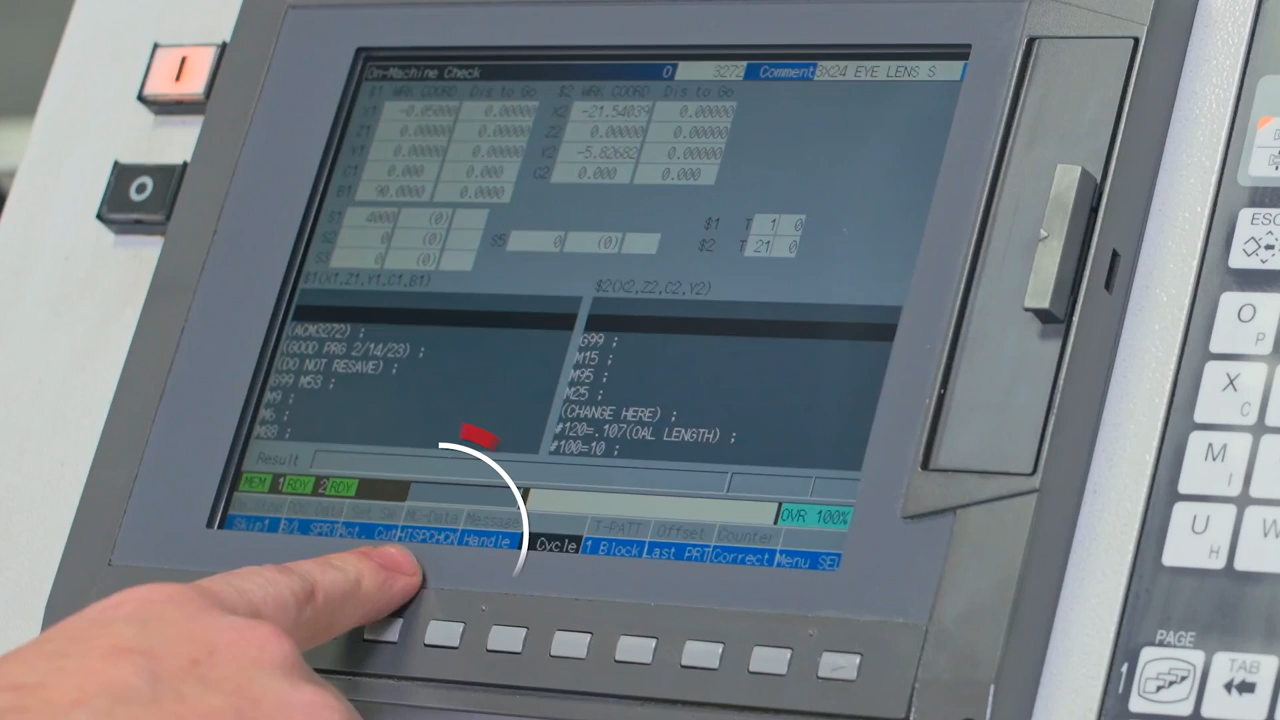 I
O
On-Machine Check O 3272 Comment 3X24 EYE LENS S
$1 WRK COORD Dis to Go $2 WRK COORD Dis to Go
X1 -0.05000 0.00000 X2 -21.54039 0.00000
Z1 0.00000 0.00000 Z2 0.00000 0.00000
Y1 0.00000 0.00000 Y2 -5.82682 0.00000
C1 0.000 0.000 C2 0.000 0.000
B1 90.0000 0.0000
S1 4000 (0)
S2 0 (0) S5 0 (0)
S3 0 (0)
$1 T 1 0
$2 T 21 0
$1(X1,Z1,Y1,C1,B1)
(ACM3272) ;
(GOOD PRG 2/14/23) ;
(DO NOT RESAVE) ;
G99 M53 ;
M9 ;
M6 ;
M88 ;
$2(X2,Z2,C2,Y2)
G99 ;
M15 ;
M95 ;
M25 ;
(CHANGE HERE) ;
#120=.107(OAL LENGTH) ;
#100=10 ;
Result
MEM 1 RDY 2 RDY OVR 100%
Message T-PATT Offset Counter
Skip1 B/L SPRT Act. Cut HISPCHCK Handle Cycle 1 Block Last PRT Correct Menu SEL
ESC
O P
X C
M I
U H
W
PAGE
1
TAB